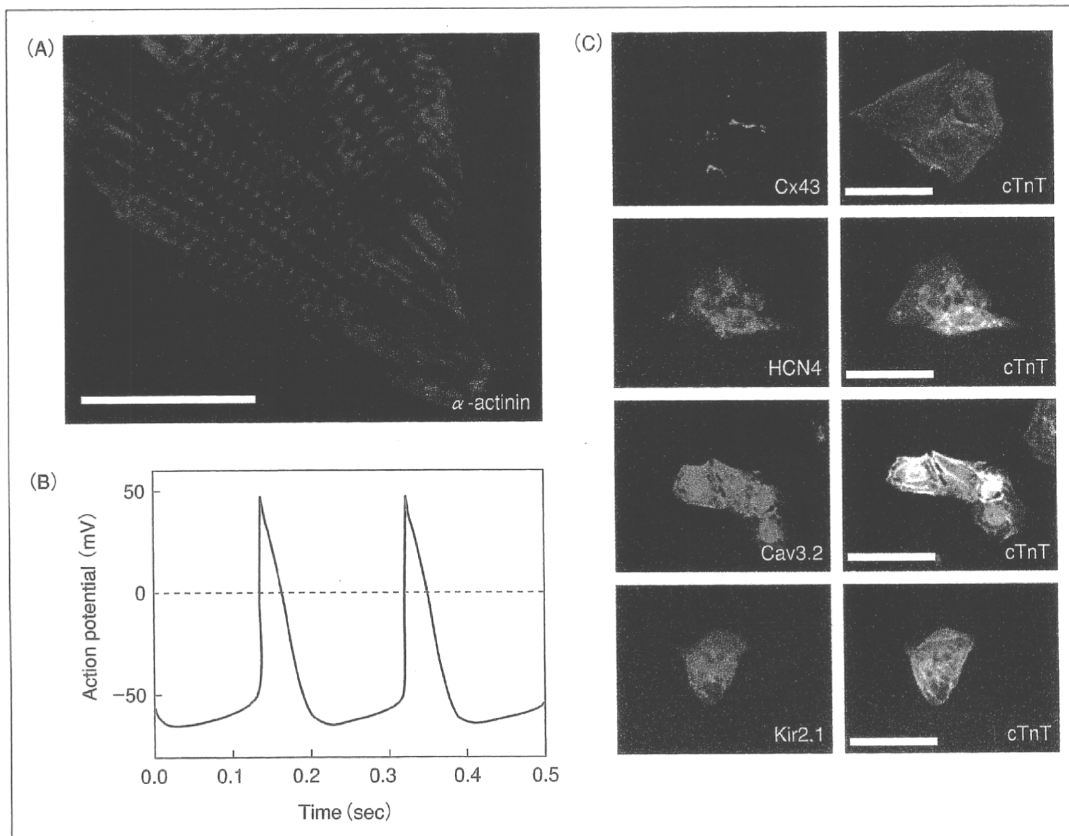 (A)
α-actinin
(B)
Action potential (mV)
50
0
−50
0.0 0.1 0.2 0.3 0.4 0.5
Time (sec)
(C)
Cx43 cTnT
HCN4 cTnT
Cav3.2 cTnT
Kir2.1 cTnT